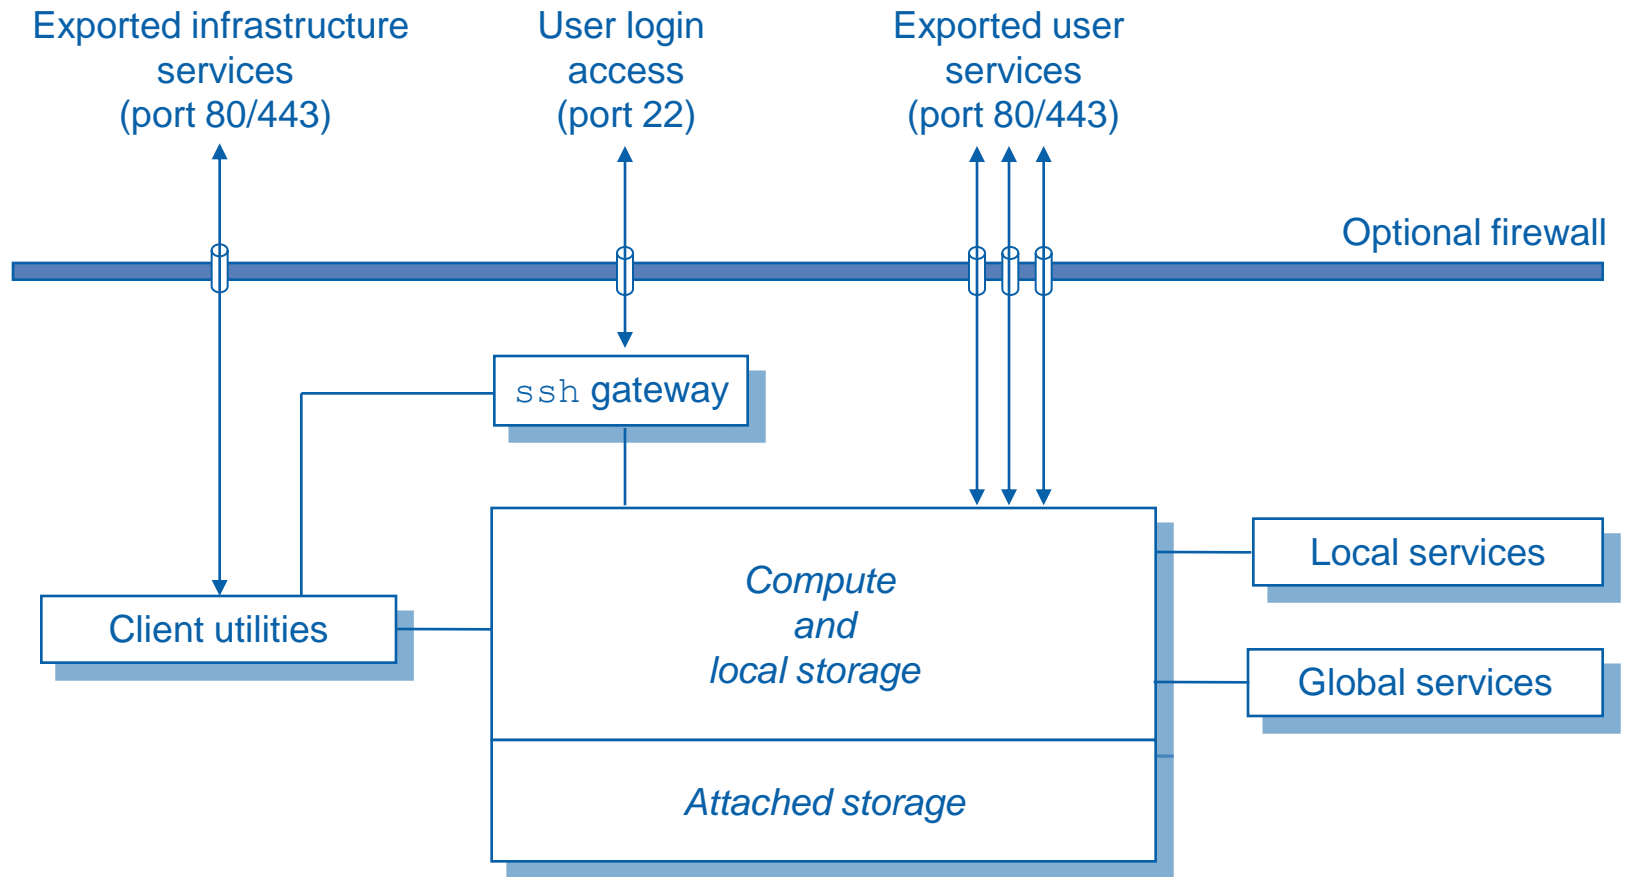 Exported infrastructure
services
(port 80/443)
User login
access
(port 22)
Exported user
services
(port 80/443)
Optional firewall
ssh gateway
Compute
and
local storage
Local services
Client utilities
Global services
Attached storage